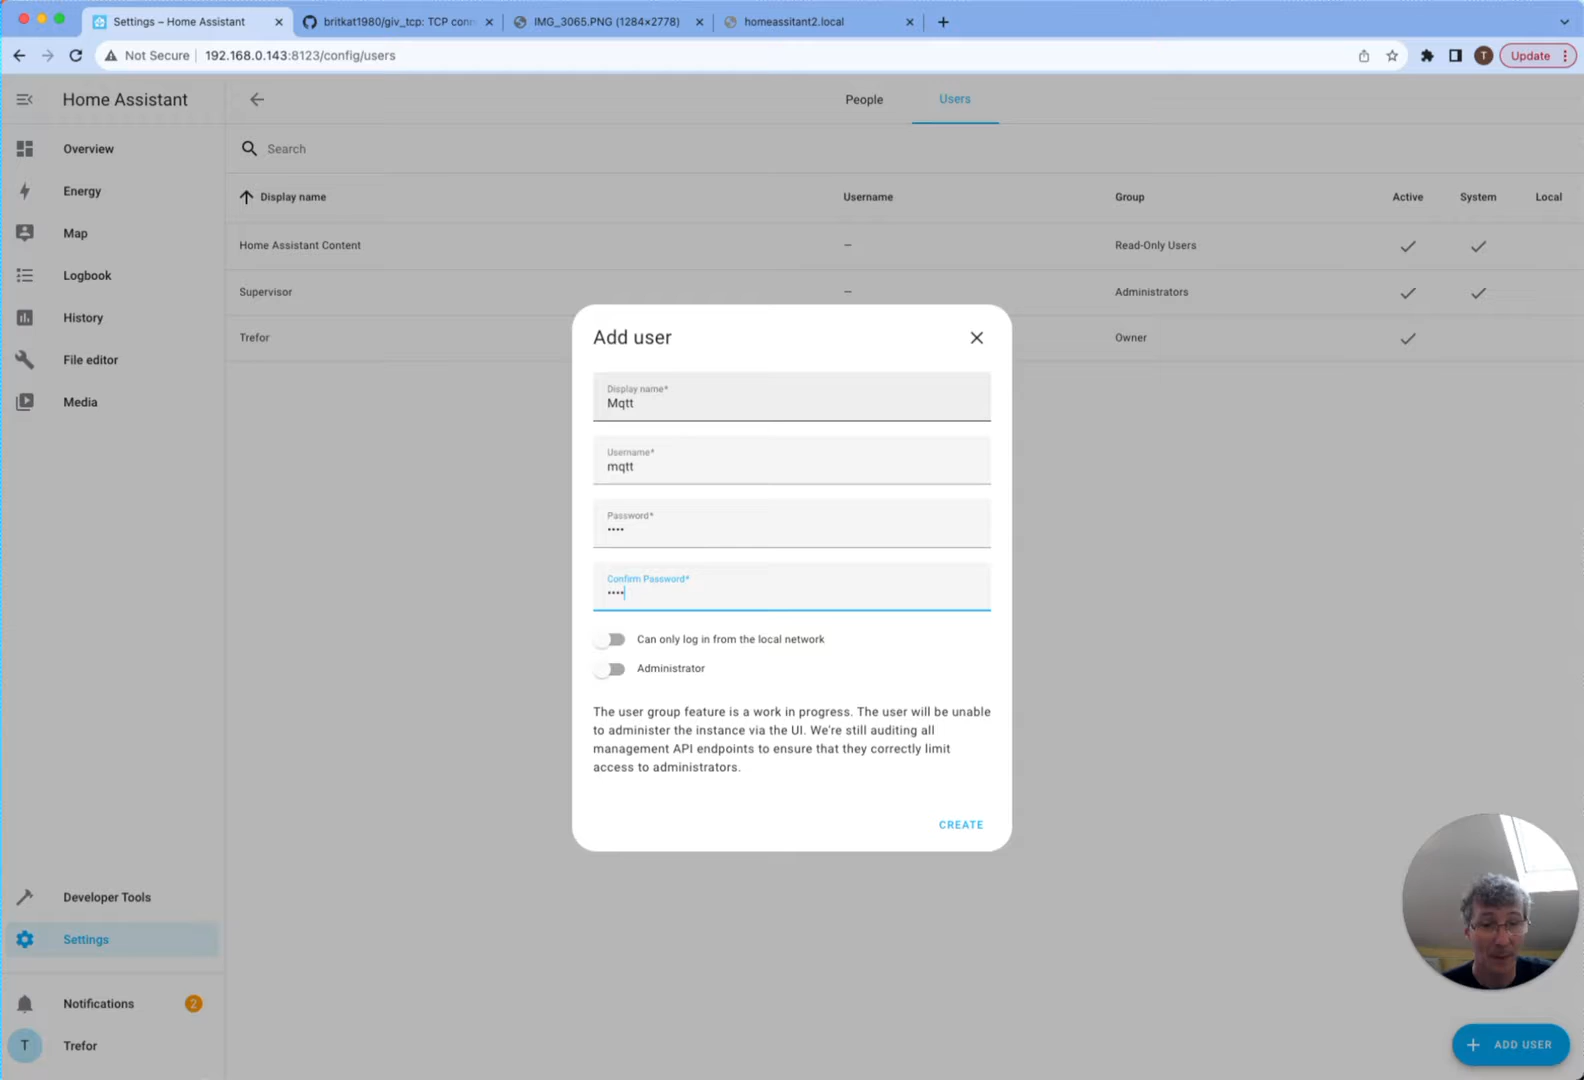 Settings – Home Assistant
britkat1980/giv_tcp: TCP conn
IMG_3065.PNG (1284×2778)
homeassitant2.local
Not Secure
192.168.0.143:8123/config/users
T
Update
Home Assistant
People
Users
Overview
Energy
Map
Logbook
History
File editor
Media
Search
Display name
Username
Group
Active
System
Local
Home Assistant Content
–
Read-Only Users
Supervisor
–
Administrators
Trefor
Owner
Add user
Display name*
Mqtt
Username*
mqtt
Password*
••••
Confirm Password*
••••
Can only log in from the local network
Administrator
The user group feature is a work in progress. The user will be unable
to administer the instance via the UI. We're still auditing all
management API endpoints to ensure that they correctly limit
access to administrators.
CREATE
Developer Tools
Settings
Notifications
2
T
Trefor
ADD USER